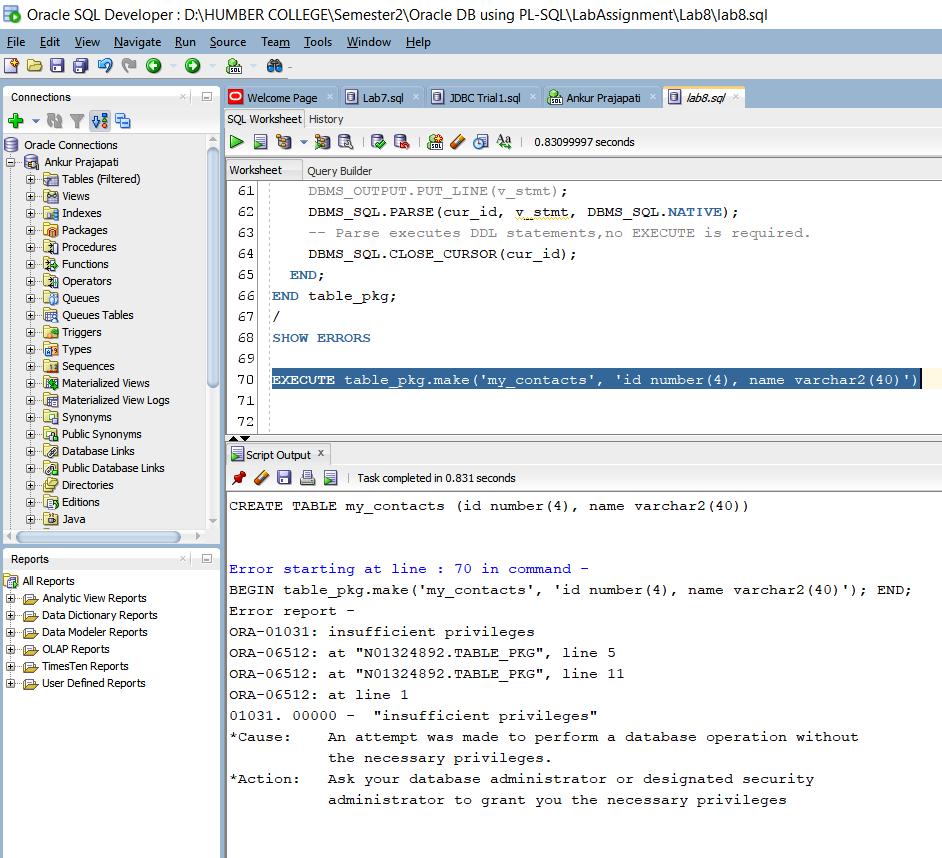 Oracle SQL Developer : D:\HUMBER COLLEGE\Semester2\Oracle DB using PL-SQL\LabAssignment\Lab8\lab8.sql
File Edit View Navigate Run Source Team Tools Window Help
Connections
Oracle Connections
Ankur Prajapati
Tables (Filtered)
Views
Indexes
Packages
Procedures
Functions
Operators
Queues
Queues Tables
Triggers
Types
Sequences
Materialized Views
Materialized View Logs
Synonyms
Public Synonyms
Database Links
Public Database Links
Directories
Editions
Java
Reports
All Reports
Analytic View Reports
Data Dictionary Reports
Data Modeler Reports
OLAP Reports
TimesTen Reports
User Defined Reports
Welcome Page Lab7.sql JDBC Trial1.sql Ankur Prajapati lab8.sql
SQL Worksheet History
0.83099997 seconds
Worksheet Query Builder
61 DBMS_OUTPUT.PUT_LINE(v_stmt);
62 DBMS_SQL.PARSE(cur_id, v_stmt, DBMS_SQL.NATIVE);
63 -- Parse executes DDL statements,no EXECUTE is required.
64 DBMS_SQL.CLOSE_CURSOR(cur_id);
65 END;
66 END table_pkg;
67 /
68 SHOW ERRORS
69
70 EXECUTE table_pkg.make('my_contacts', 'id number(4), name varchar2(40)')
71
72
Script Output
Task completed in 0.831 seconds
CREATE TABLE my_contacts (id number(4), name varchar2(40))
Error starting at line : 70 in command -
BEGIN table_pkg.make('my_contacts', 'id number(4), name varchar2(40)'); END;
Error report -
ORA-01031: insufficient privileges
ORA-06512: at "N01324892.TABLE_PKG", line 5
ORA-06512: at "N01324892.TABLE_PKG", line 11
ORA-06512: at line 1
01031. 00000 - "insufficient privileges"
*Cause: An attempt was made to perform a database operation without
the necessary privileges.
*Action: Ask your database administrator or designated security
administrator to grant you the necessary privileges